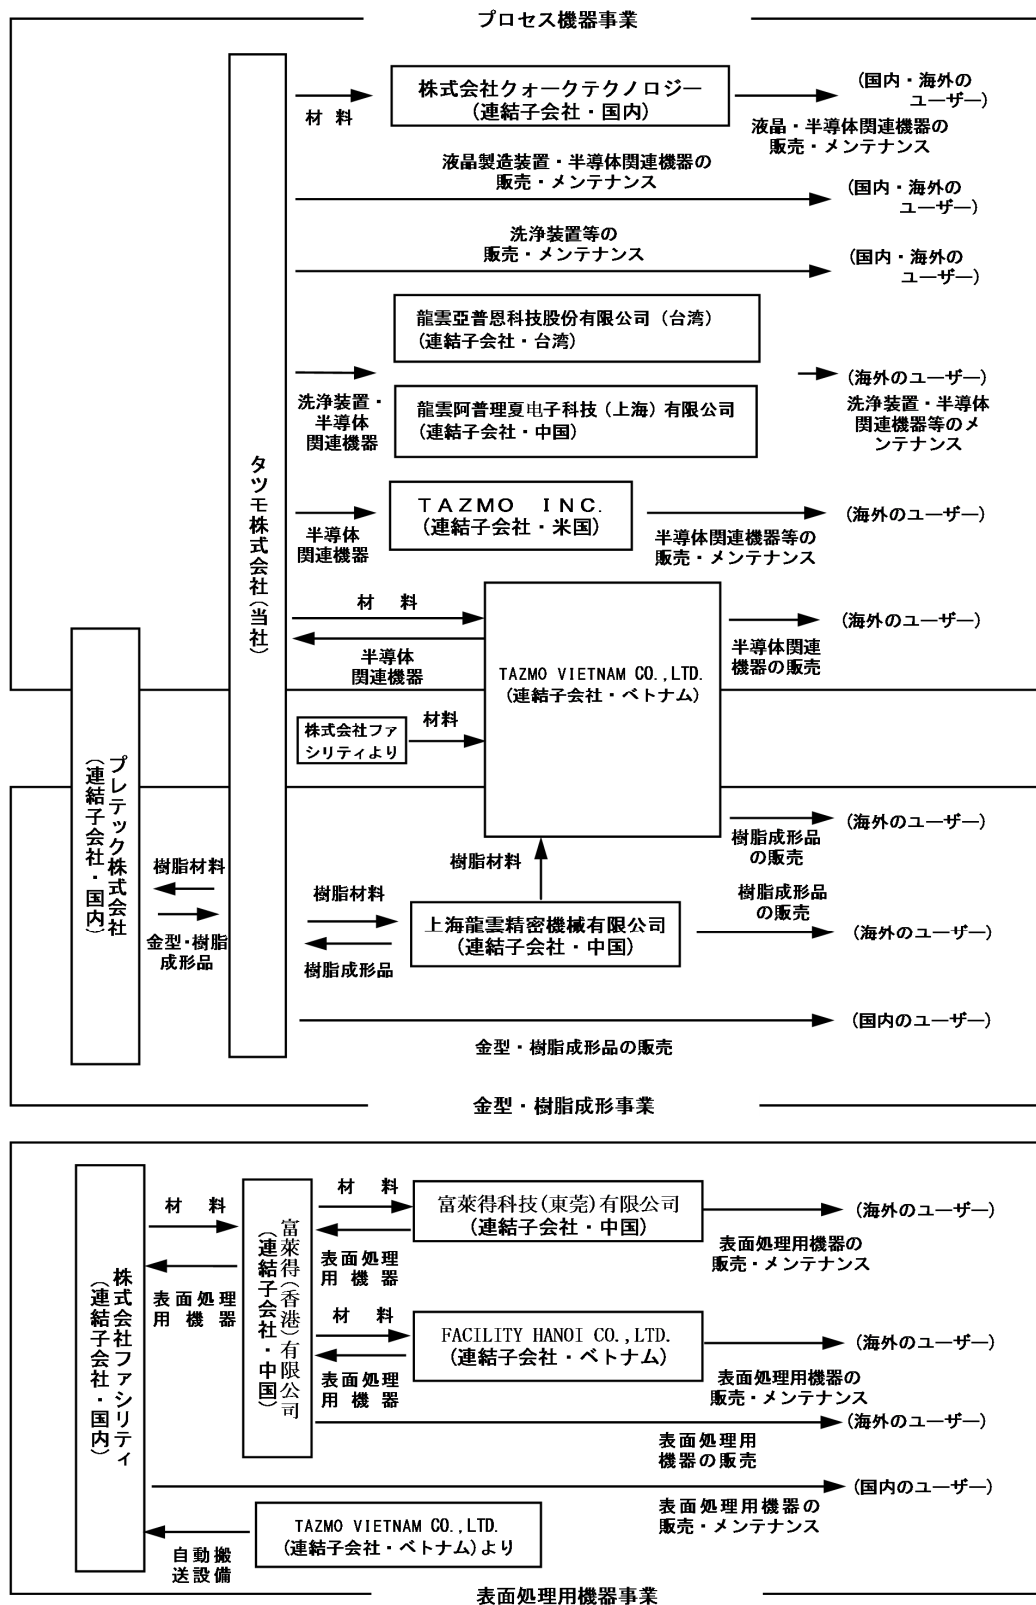 プロセス機器事業
株式会社クォークテクノロジー
(連結子会社・国内)
材 料
(国内・海外の
ユーザー)
液晶・半導体関連機器の
販売・メンテナンス
液晶製造装置・半導体関連機器の
販売・メンテナンス
(国内・海外の
ユーザー)
洗浄装置等の
販売・メンテナンス
(国内・海外の
ユーザー)
龍雲亞普恩科技股份有限公司(台湾)
(連結子会社・台湾)
(海外のユーザー)
洗浄装置・
半導体
関連機器
龍雲阿普理夏电子科技(上海)有限公司
(連結子会社・中国)
洗浄装置・半導体
関連機器等のメ
ンテナンス
タツモ株式会社(当社)
TAZMO INC.
(連結子会社・米国)
半導体
関連機器
(海外のユーザー)
半導体関連機器等の
販売・メンテナンス
材 料
半導体
関連機器
TAZMO VIETNAM CO.,LTD.
(連結子会社・ベトナム)
(海外のユーザー)
半導体関連
機器の販売
株式会社ファ
シリティより
材料
プレテック株式会社
(連結子会社・国内)
(海外のユーザー)
樹脂成形品
の販売
樹脂材料
樹脂材料
金型・樹脂
成形品
樹脂材料
樹脂成形品
上海龍雲精密機械有限公司
(連結子会社・中国)
樹脂成形品
の販売
(海外のユーザー)
(国内のユーザー)
金型・樹脂成形品の販売
金型・樹脂成形事業
株式会社ファシリティ
(連結子会社・国内)
材 料
表面処理
用機器
富萊得(香港)有限公司
(連結子会社・中国)
材 料
表面処理
用機器
富萊得科技(東莞)有限公司
(連結子会社・中国)
(海外のユーザー)
表面処理用機器の
販売・メンテナンス
材 料
表面処理
用機器
FACILITY HANOI CO.,LTD.
(連結子会社・ベトナム)
(海外のユーザー)
表面処理用機器の
販売・メンテナンス
(海外のユーザー)
表面処理用
機器の販売
(国内のユーザー)
表面処理用機器の
販売・メンテナンス
TAZMO VIETNAM CO.,LTD.
(連結子会社・ベトナム)より
自動搬
送設備
表面処理用機器事業